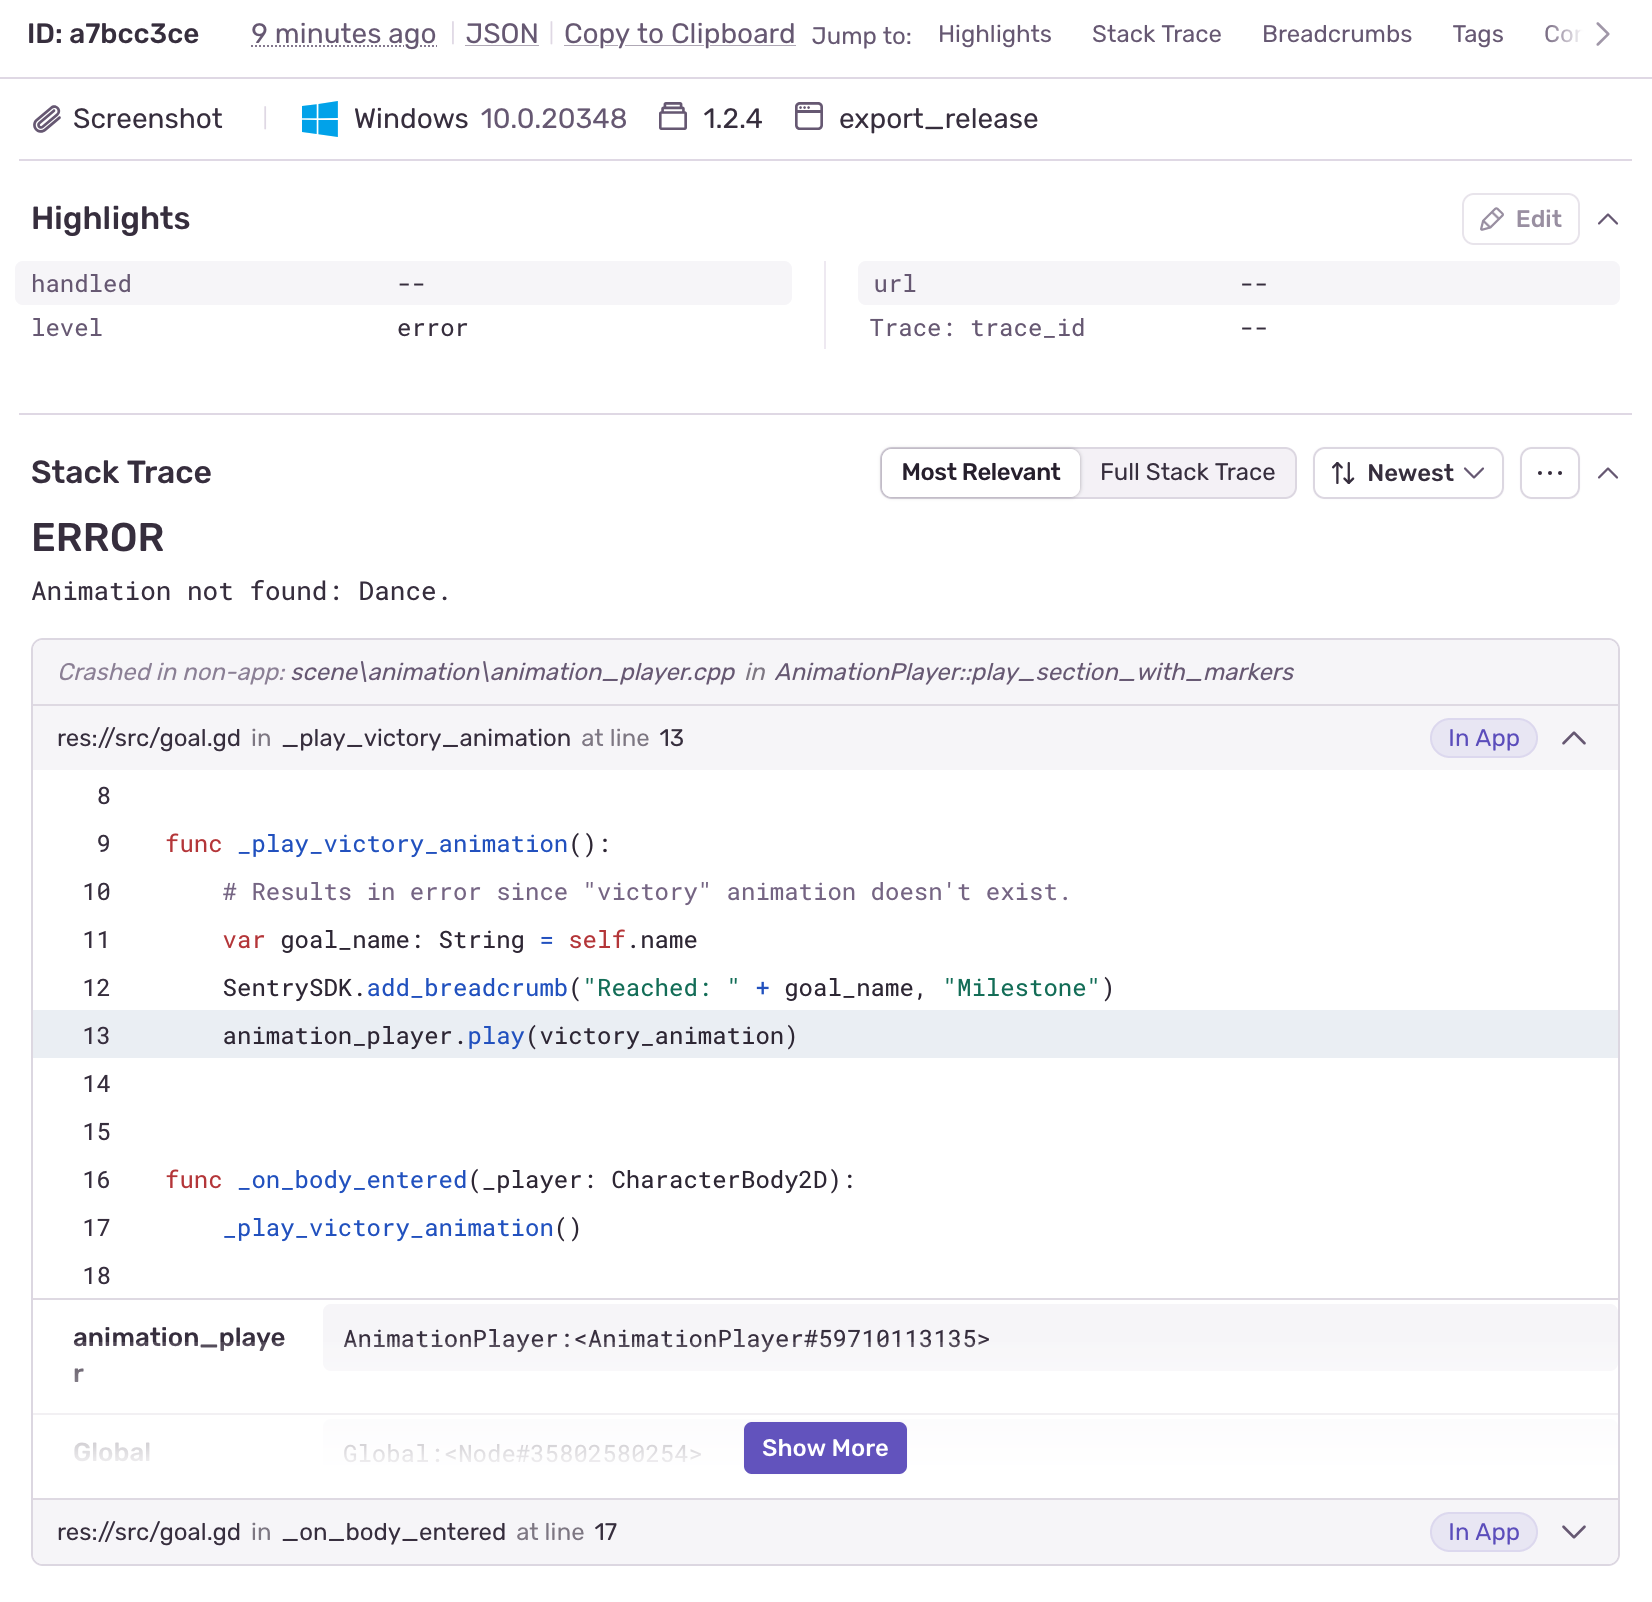 ID: a7bcc3ce 9 minutes ago JSON Copy to Clipboard Jump to: Highlights Stack Trace Breadcrumbs Tags
Screenshot Windows 10.0.20348 1.2.4 export_release
Highlights Edit
handled -- url --
level error Trace: trace_id --
Stack Trace Most Relevant Full Stack Trace Newest ...
ERROR
Animation not found: Dance.
Crashed in non-app: scene\animation\animation_player.cpp in AnimationPlayer::play_section_with_markers
res://src/goal.gd in _play_victory_animation at line 13 In App
8
9 func _play_victory_animation():
10 # Results in error since "victory" animation doesn't exist.
11 var goal_name: String = self.name
12 SentrySDK.add_breadcrumb("Reached: " + goal_name, "Milestone")
13 animation_player.play(victory_animation)
14
15
16 func _on_body_entered(_player: CharacterBody2D):
17 _play_victory_animation()
18
animation_playe AnimationPlayer:<AnimationPlayer#59710113135>
r
Global Global:<Node#35802580254> Show More
res://src/goal.gd in _on_body_entered at line 17 In App